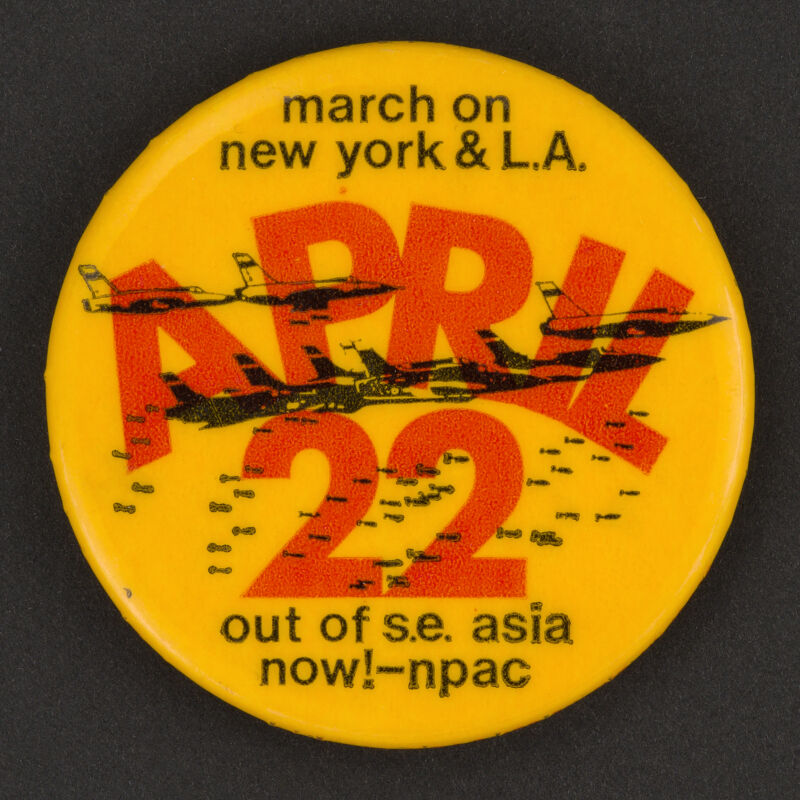 march on
new york & L.A.
APRIL
22
out of s.e. asia
now!–npac